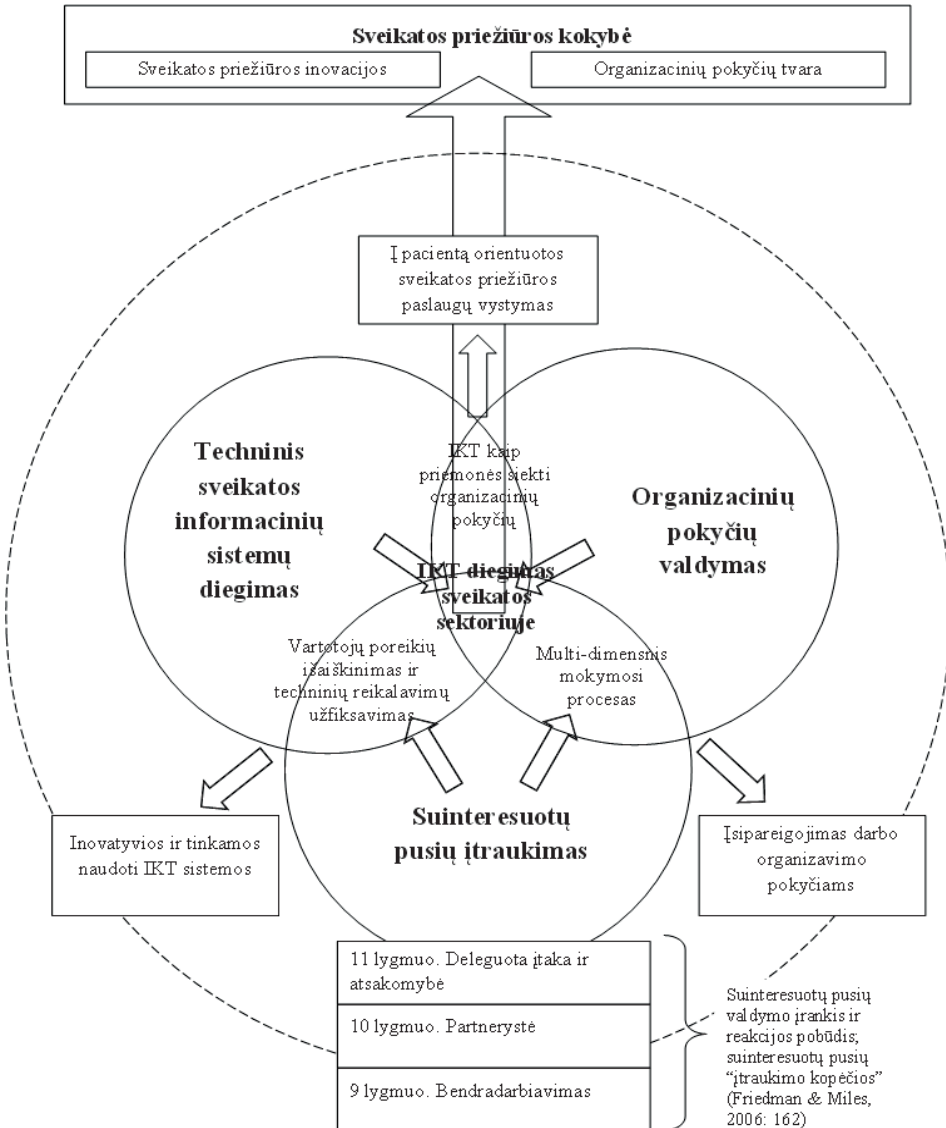 Sveikatos priežiūros kokybė
Sveikatos priežiūros inovacijos
Organizacinių pokyčių tvara
Į pacientą orientuotos
sveikatos priežiūros
paslaugų vystymas
Techninis
sveikatos
informacinių
sistemų
diegimas
IKT kaip
priemonės siekti
organizacinių
pokyčių
Organizacinių
pokyčių
valdymas
IKT diegimas
sveikatos
sektoriuje
Vartotojų poreikių
išaiškinimas ir
techninių reikalavimų
užfiksavimas
Multi-dimensnis
mokymosi
procesas
Suinteresuotų
pusių įtraukimas
Inovatyvios ir tinkamos
naudoti IKT sistemos
Įsipareigojimas darbo
organizavimo
pokyčiams
11 lygmuo. Deleguota įtaka ir
atsakomybė
10 lygmuo. Partnerystė
9 lygmuo. Bendradarbiavimas
Suinteresuotų pusių
valdymo įrankis ir
reakcijos pobūdis;
suinteresuotų pusių
“įtraukimo kopėčios”
(Friedman & Miles,
2006: 162)